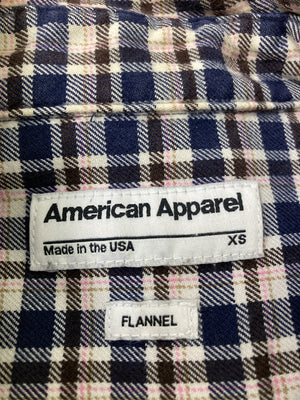 American Apparel
XS
Made in the USA
FLANNEL